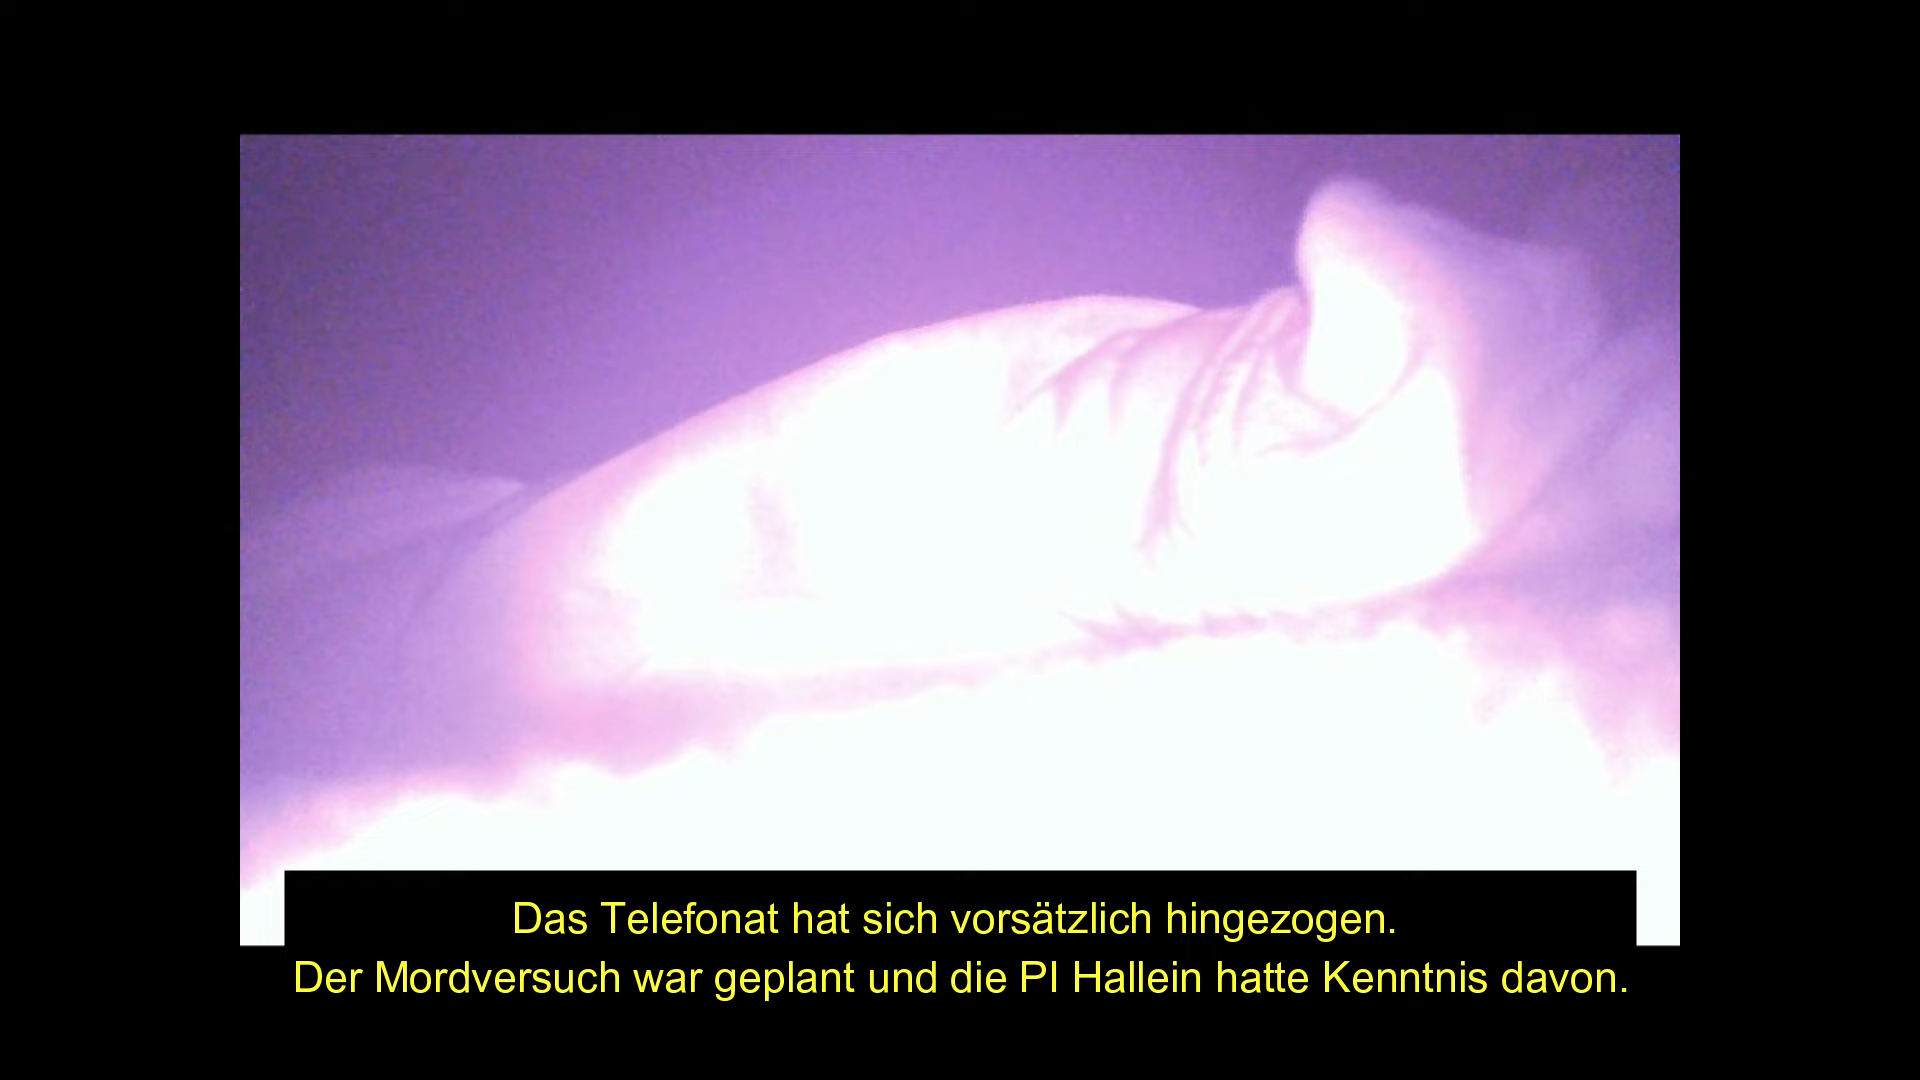 Das Telefonat hat sich vorsätzlich hingezogen.
Der Mordversuch war geplant und die PI Hallein hatte Kenntnis davon.